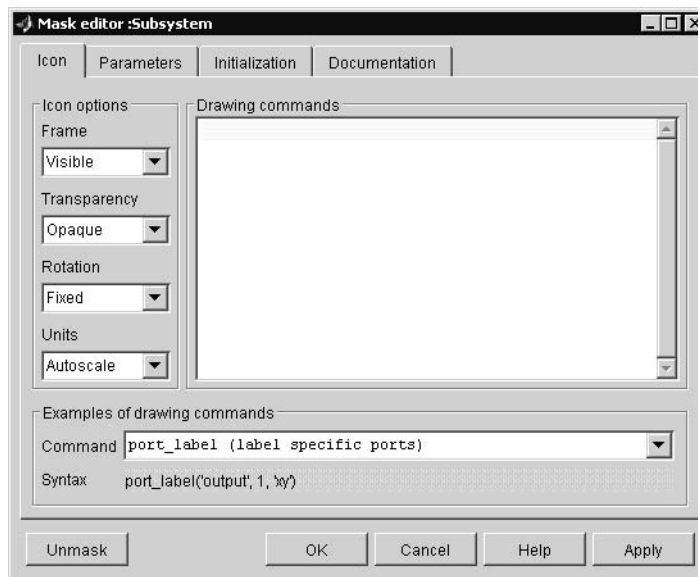 Mask editor :Subsystem
Icon Parameters Initialization Documentation
Icon options
Frame
Visible
Transparency
Opaque
Rotation
Fixed
Units
Autoscale
Drawing commands
Examples of drawing commands
Command port_label (label specific ports)
Syntax port_label('output', 1, 'xy')
Unmask OK Cancel Help Apply